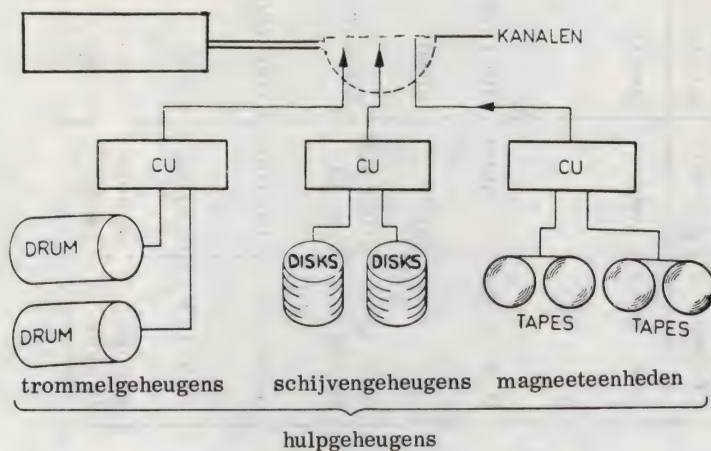 KANALEN
CU CU CU
DRUM
DISKS DISKS
DRUM
TAPES TAPES
trommelgeheugens schijvengeheugens magneeteenheden
hulpgeheugens